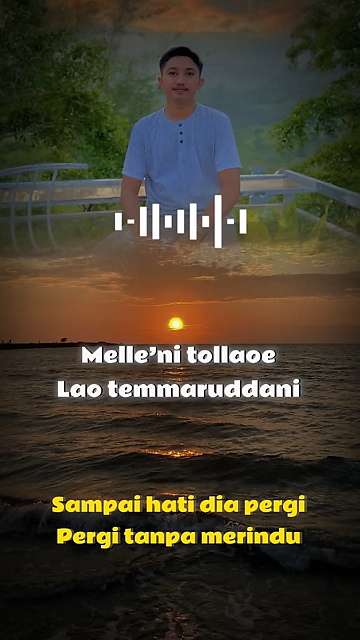 Melle'ni tollaoe
Lao temmaruddani
Sampai hati dia pergi
Pergi tanpa merindu